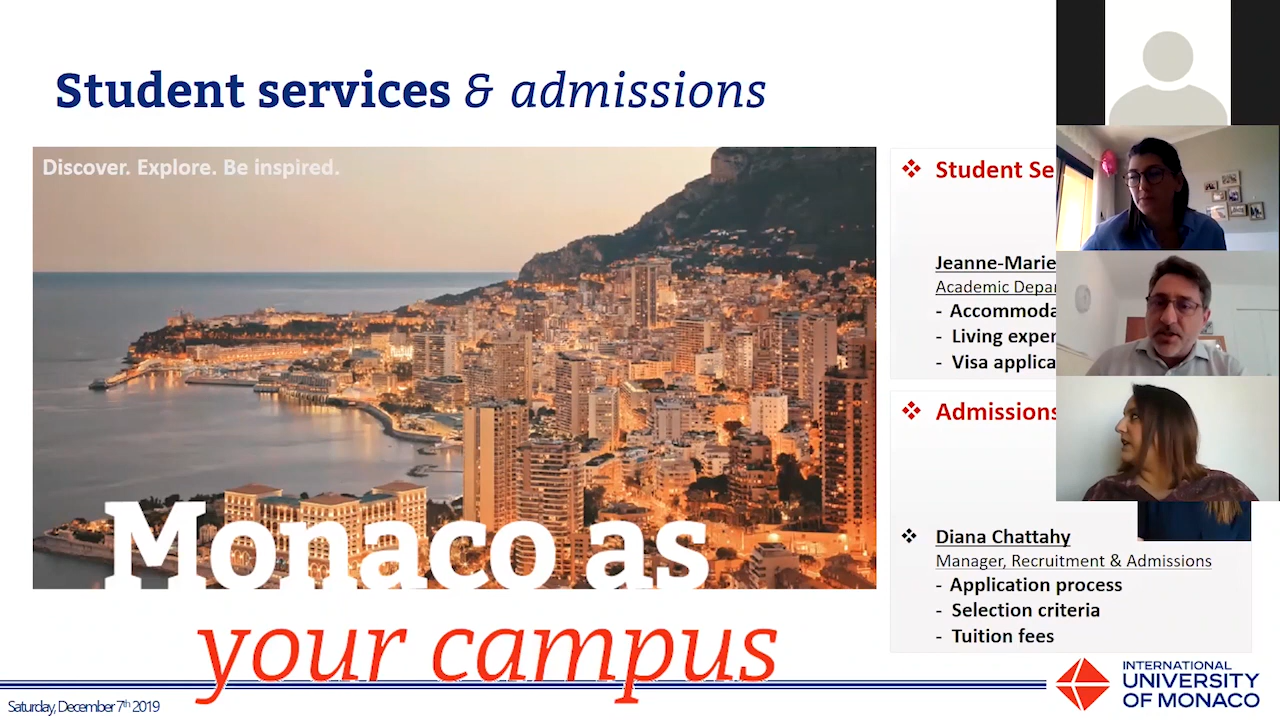 Student services & admissions
Discover. Explore. Be inspired.
Monaco as
your campus
❖ Student Se
Jeanne-Marie
Academic Depar
- Accommoda
- Living exper
- Visa applica
❖ Admissions
❖ Diana Chattahy
Manager, Recruitment & Admissions
- Application process
- Selection criteria
- Tuition fees
INTERNATIONAL
UNIVERSITY
OF MONACO
Saturday, December 7th 2019